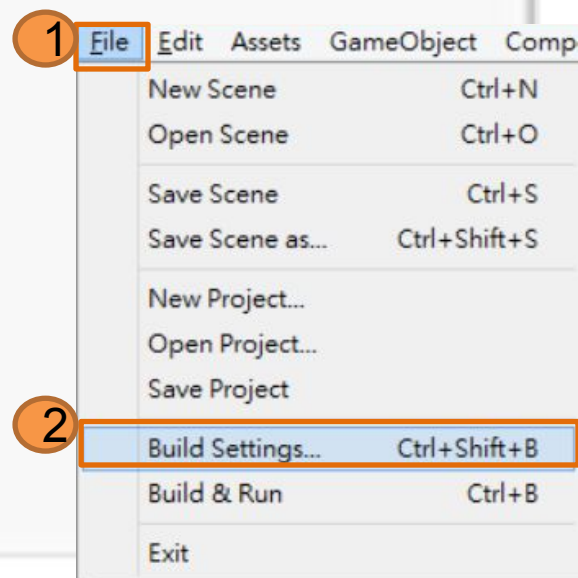 1 File Edit Assets GameObject Comp
New Scene Ctrl+N
Open Scene Ctrl+O
Save Scene Ctrl+S
Save Scene as... Ctrl+Shift+S
New Project...
Open Project...
Save Project
2
Build Settings... Ctrl+Shift+B
Build & Run Ctrl+B
Exit